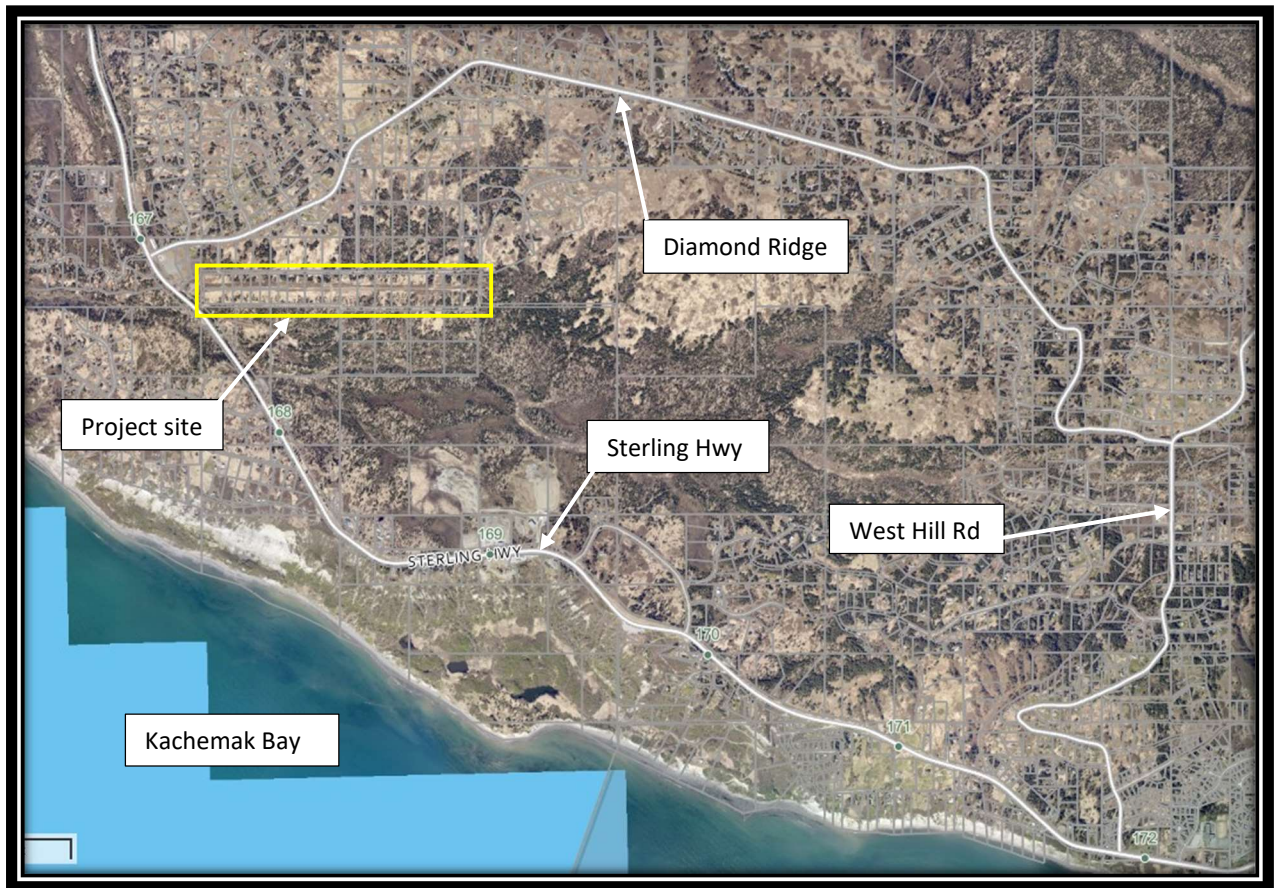 167
Diamond Ridge
Project site
168
Sterling Hwy
169
STERLING HWY
West Hill Rd
170
Kachemak Bay
171
172